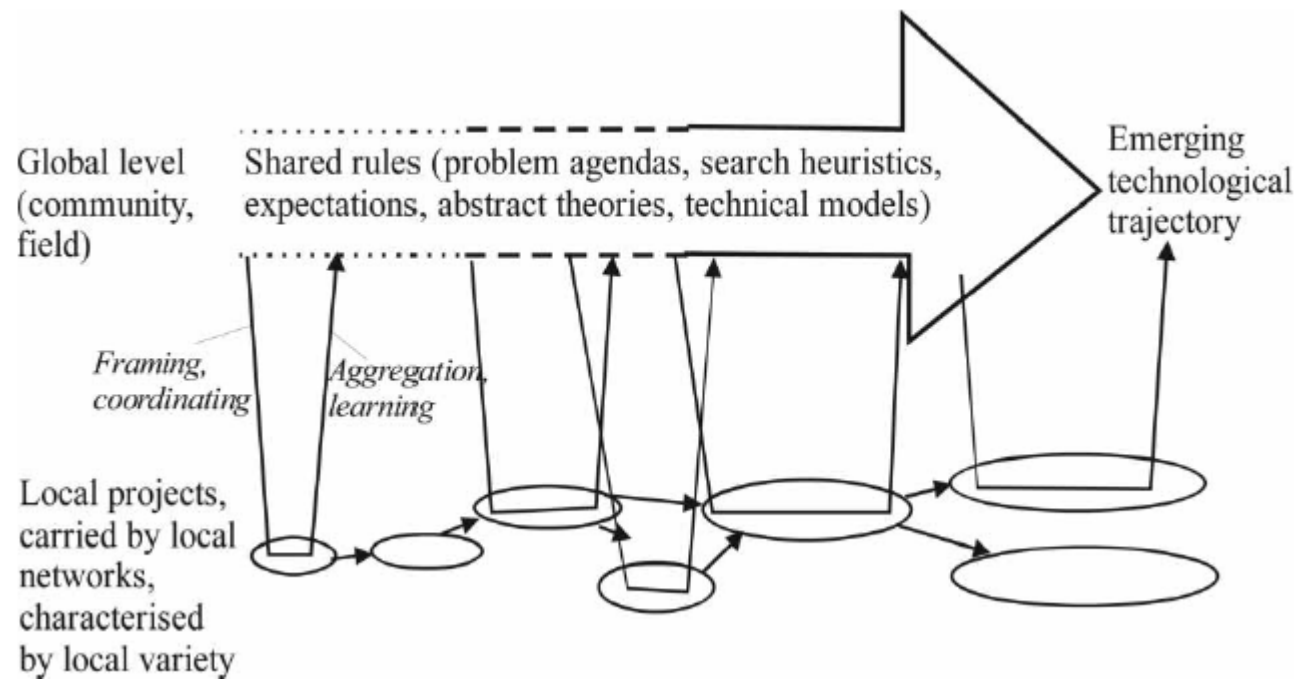 Global level
(community,
field)
Shared rules (problem agendas, search heuristics,
expectations, abstract theories, technical models)
Emerging
technological
trajectory
Framing,
coordinating
Aggregation,
learning
Local projects,
carried by local
networks,
characterised
by local variety